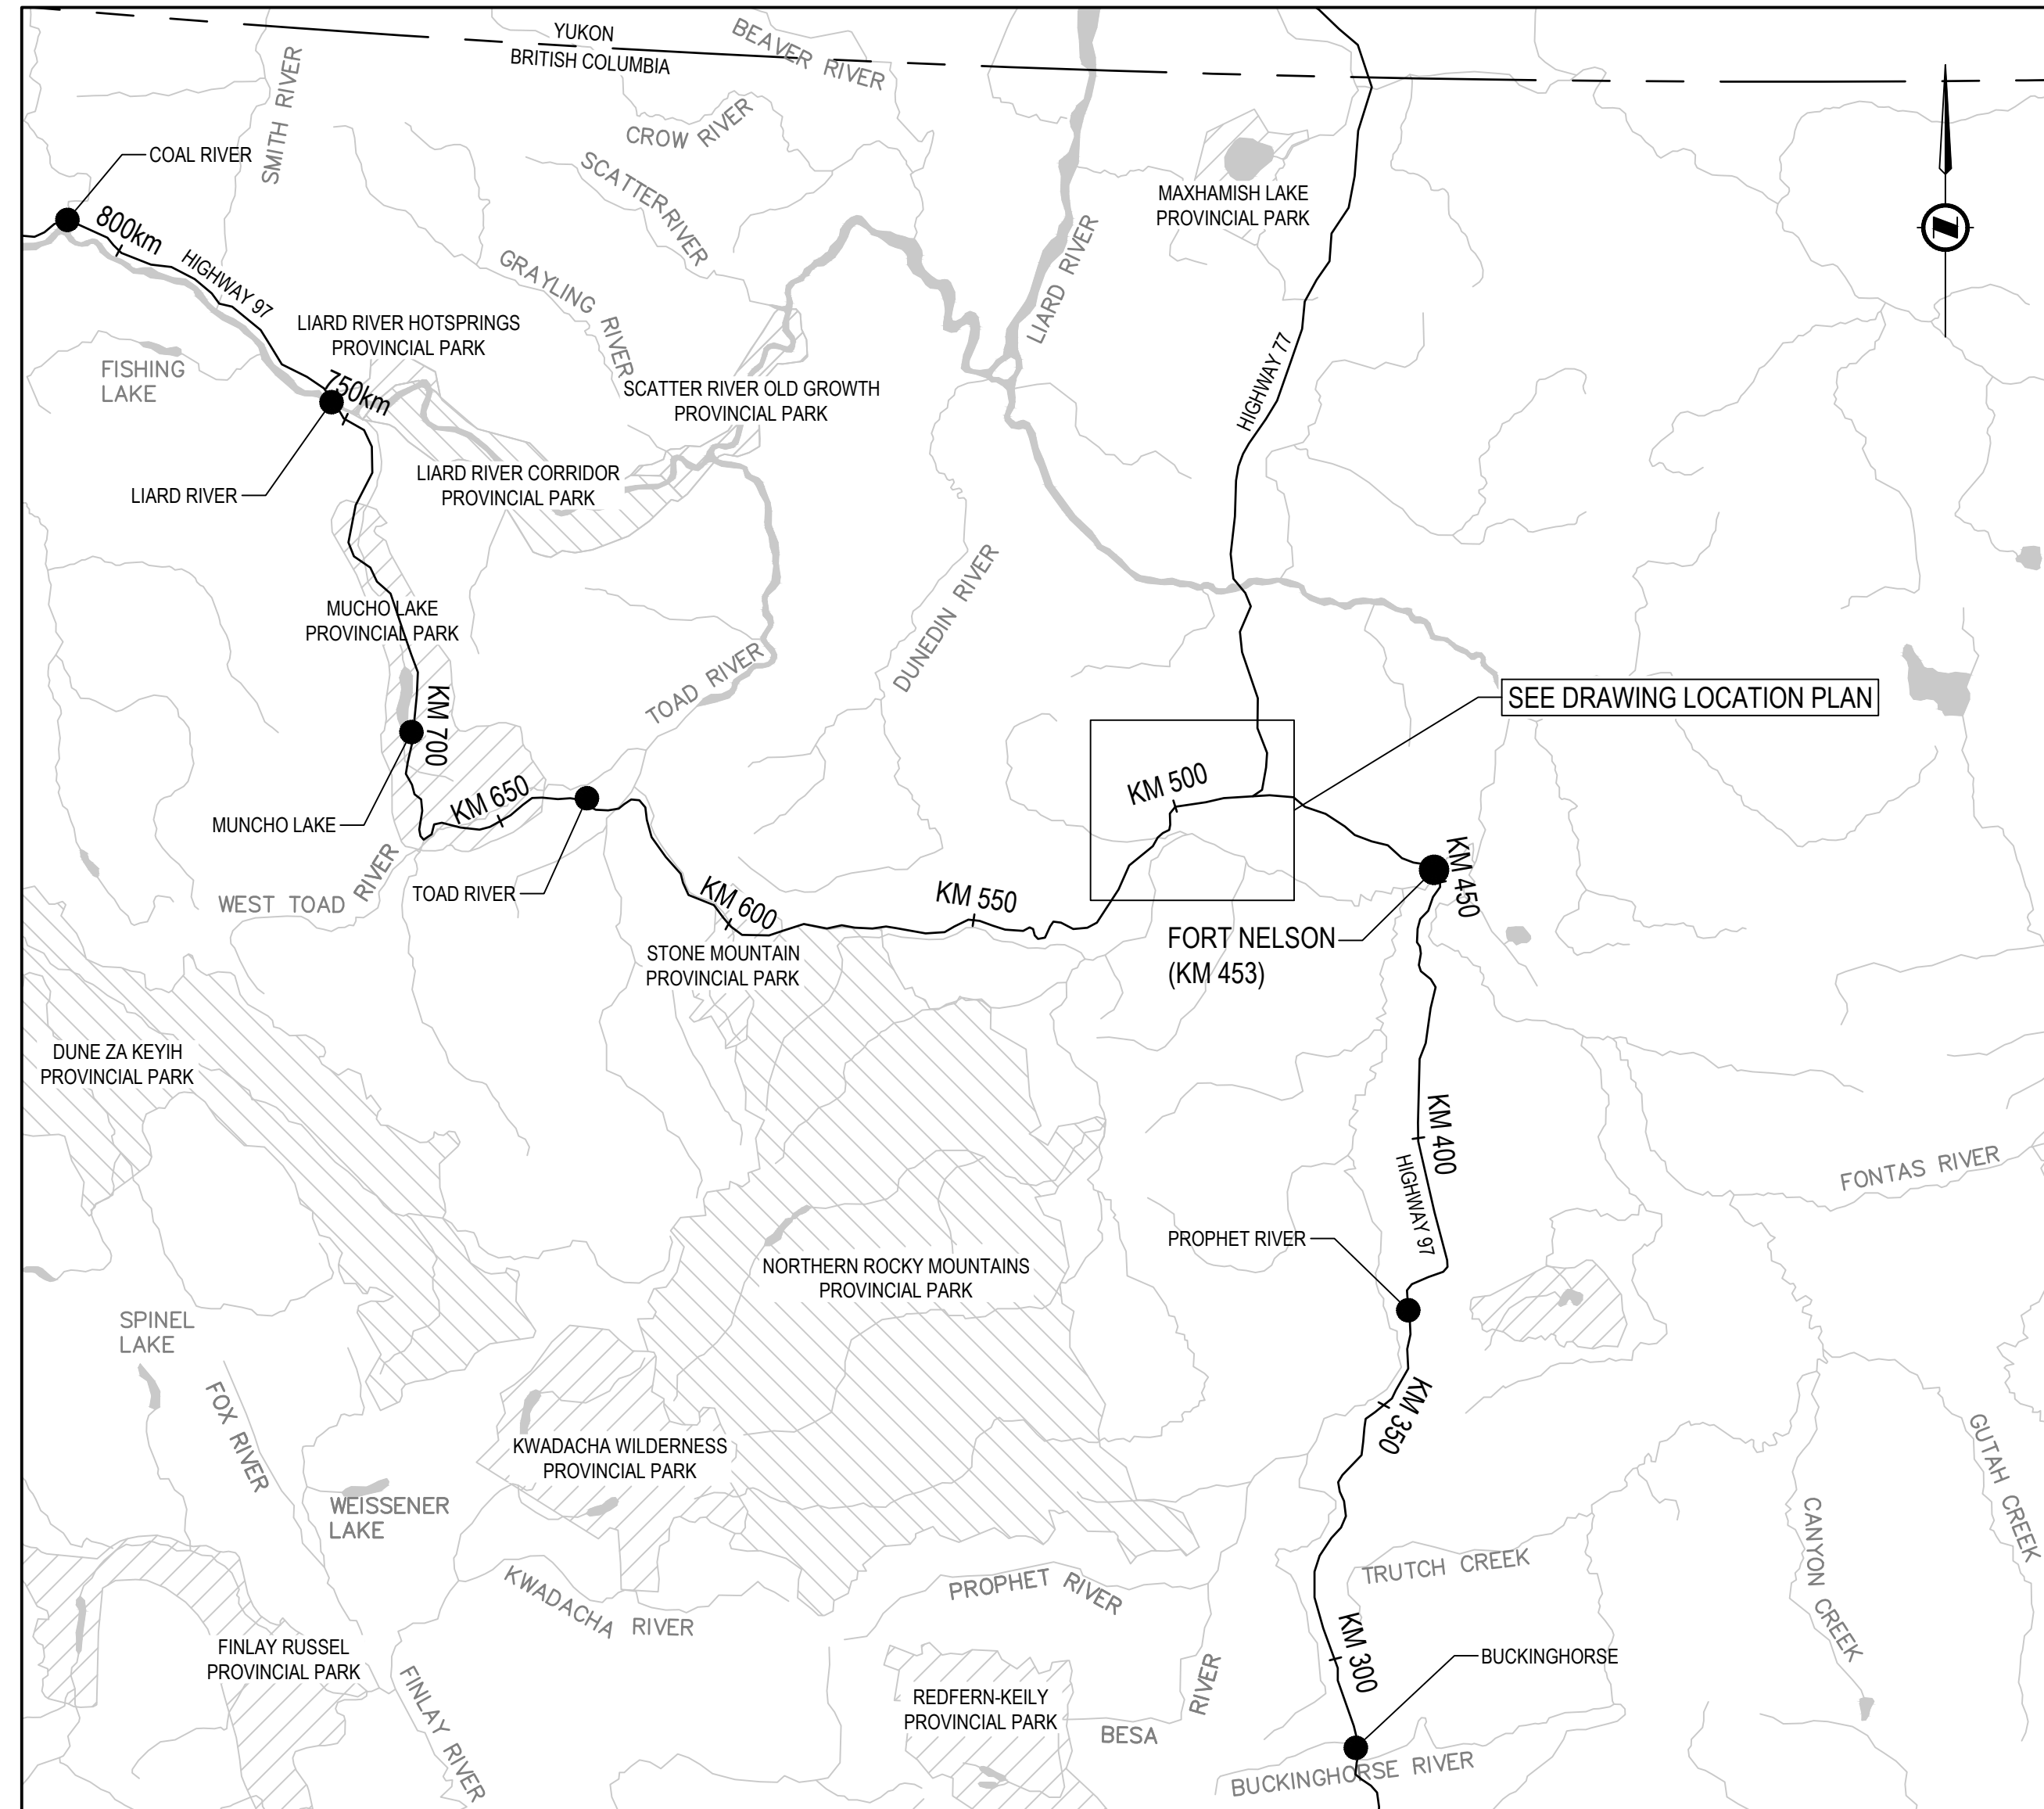 YUKON
BRITISH COLUMBIA
BEAVER RIVER
SMITH RIVER
CROW RIVER
COAL RIVER
SCATTER RIVER
MAXHAMISH LAKE
PROVINCIAL PARK
800km
HIGHWAY 97
GRAYLING RIVER
LIARD RIVER
LIARD RIVER HOTSPRINGS
PROVINCIAL PARK
FISHING
LAKE
750km
SCATTER RIVER OLD GROWTH
PROVINCIAL PARK
HIGHWAY 77
LIARD RIVER
LIARD RIVER CORRIDOR
PROVINCIAL PARK
MUCHO LAKE
PROVINCIAL PARK
DUNEDIN RIVER
TOAD RIVER
KM 700
SEE DRAWING LOCATION PLAN
KM 650
KM 500
MUNCHO LAKE
WEST TOAD RIVER
TOAD RIVER
KM 600
KM 550
KM 450
FORT NELSON
(KM 453)
STONE MOUNTAIN
PROVINCIAL PARK
DUNE ZA KEYIH
PROVINCIAL PARK
KM 400
HIGHWAY 97
FONTAS RIVER
PROPHET RIVER
NORTHERN ROCKY MOUNTAINS
PROVINCIAL PARK
SPINEL
LAKE
FOX RIVER
KM 350
KWADACHA WILDERNESS
PROVINCIAL PARK
WEISSENER
LAKE
GUTAH CREEK
CANYON CREEK
TRUTCH CREEK
KWADACHA RIVER
PROPHET RIVER
FINLAY RUSSEL
PROVINCIAL PARK
KM 300
BUCKINGHORSE
FINLAY RIVER
REDFERN-KEILY
PROVINCIAL PARK
BESA RIVER
BUCKINGHORSE RIVER